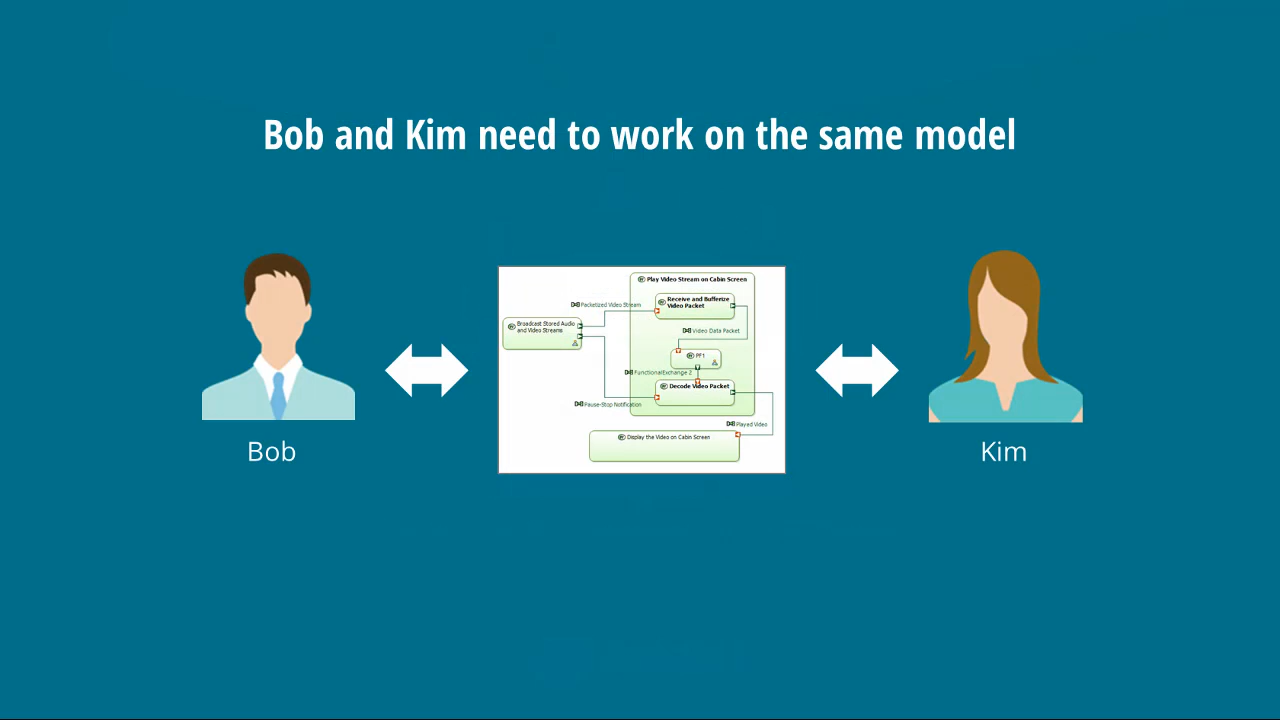 Bob and Kim need to work on the same model
Play Video Stream on Cabin Screen
Packetized Video Stream
Receive and Bufferize
Video Packet
Broadcast Stored Audio
and Video Streams
Video Data Packet
PF1
FunctionalExchange 2
Decode Video Packet
Pause-Stop Notification
Played Video
Display the Video on Cabin Screen
Bob
Kim